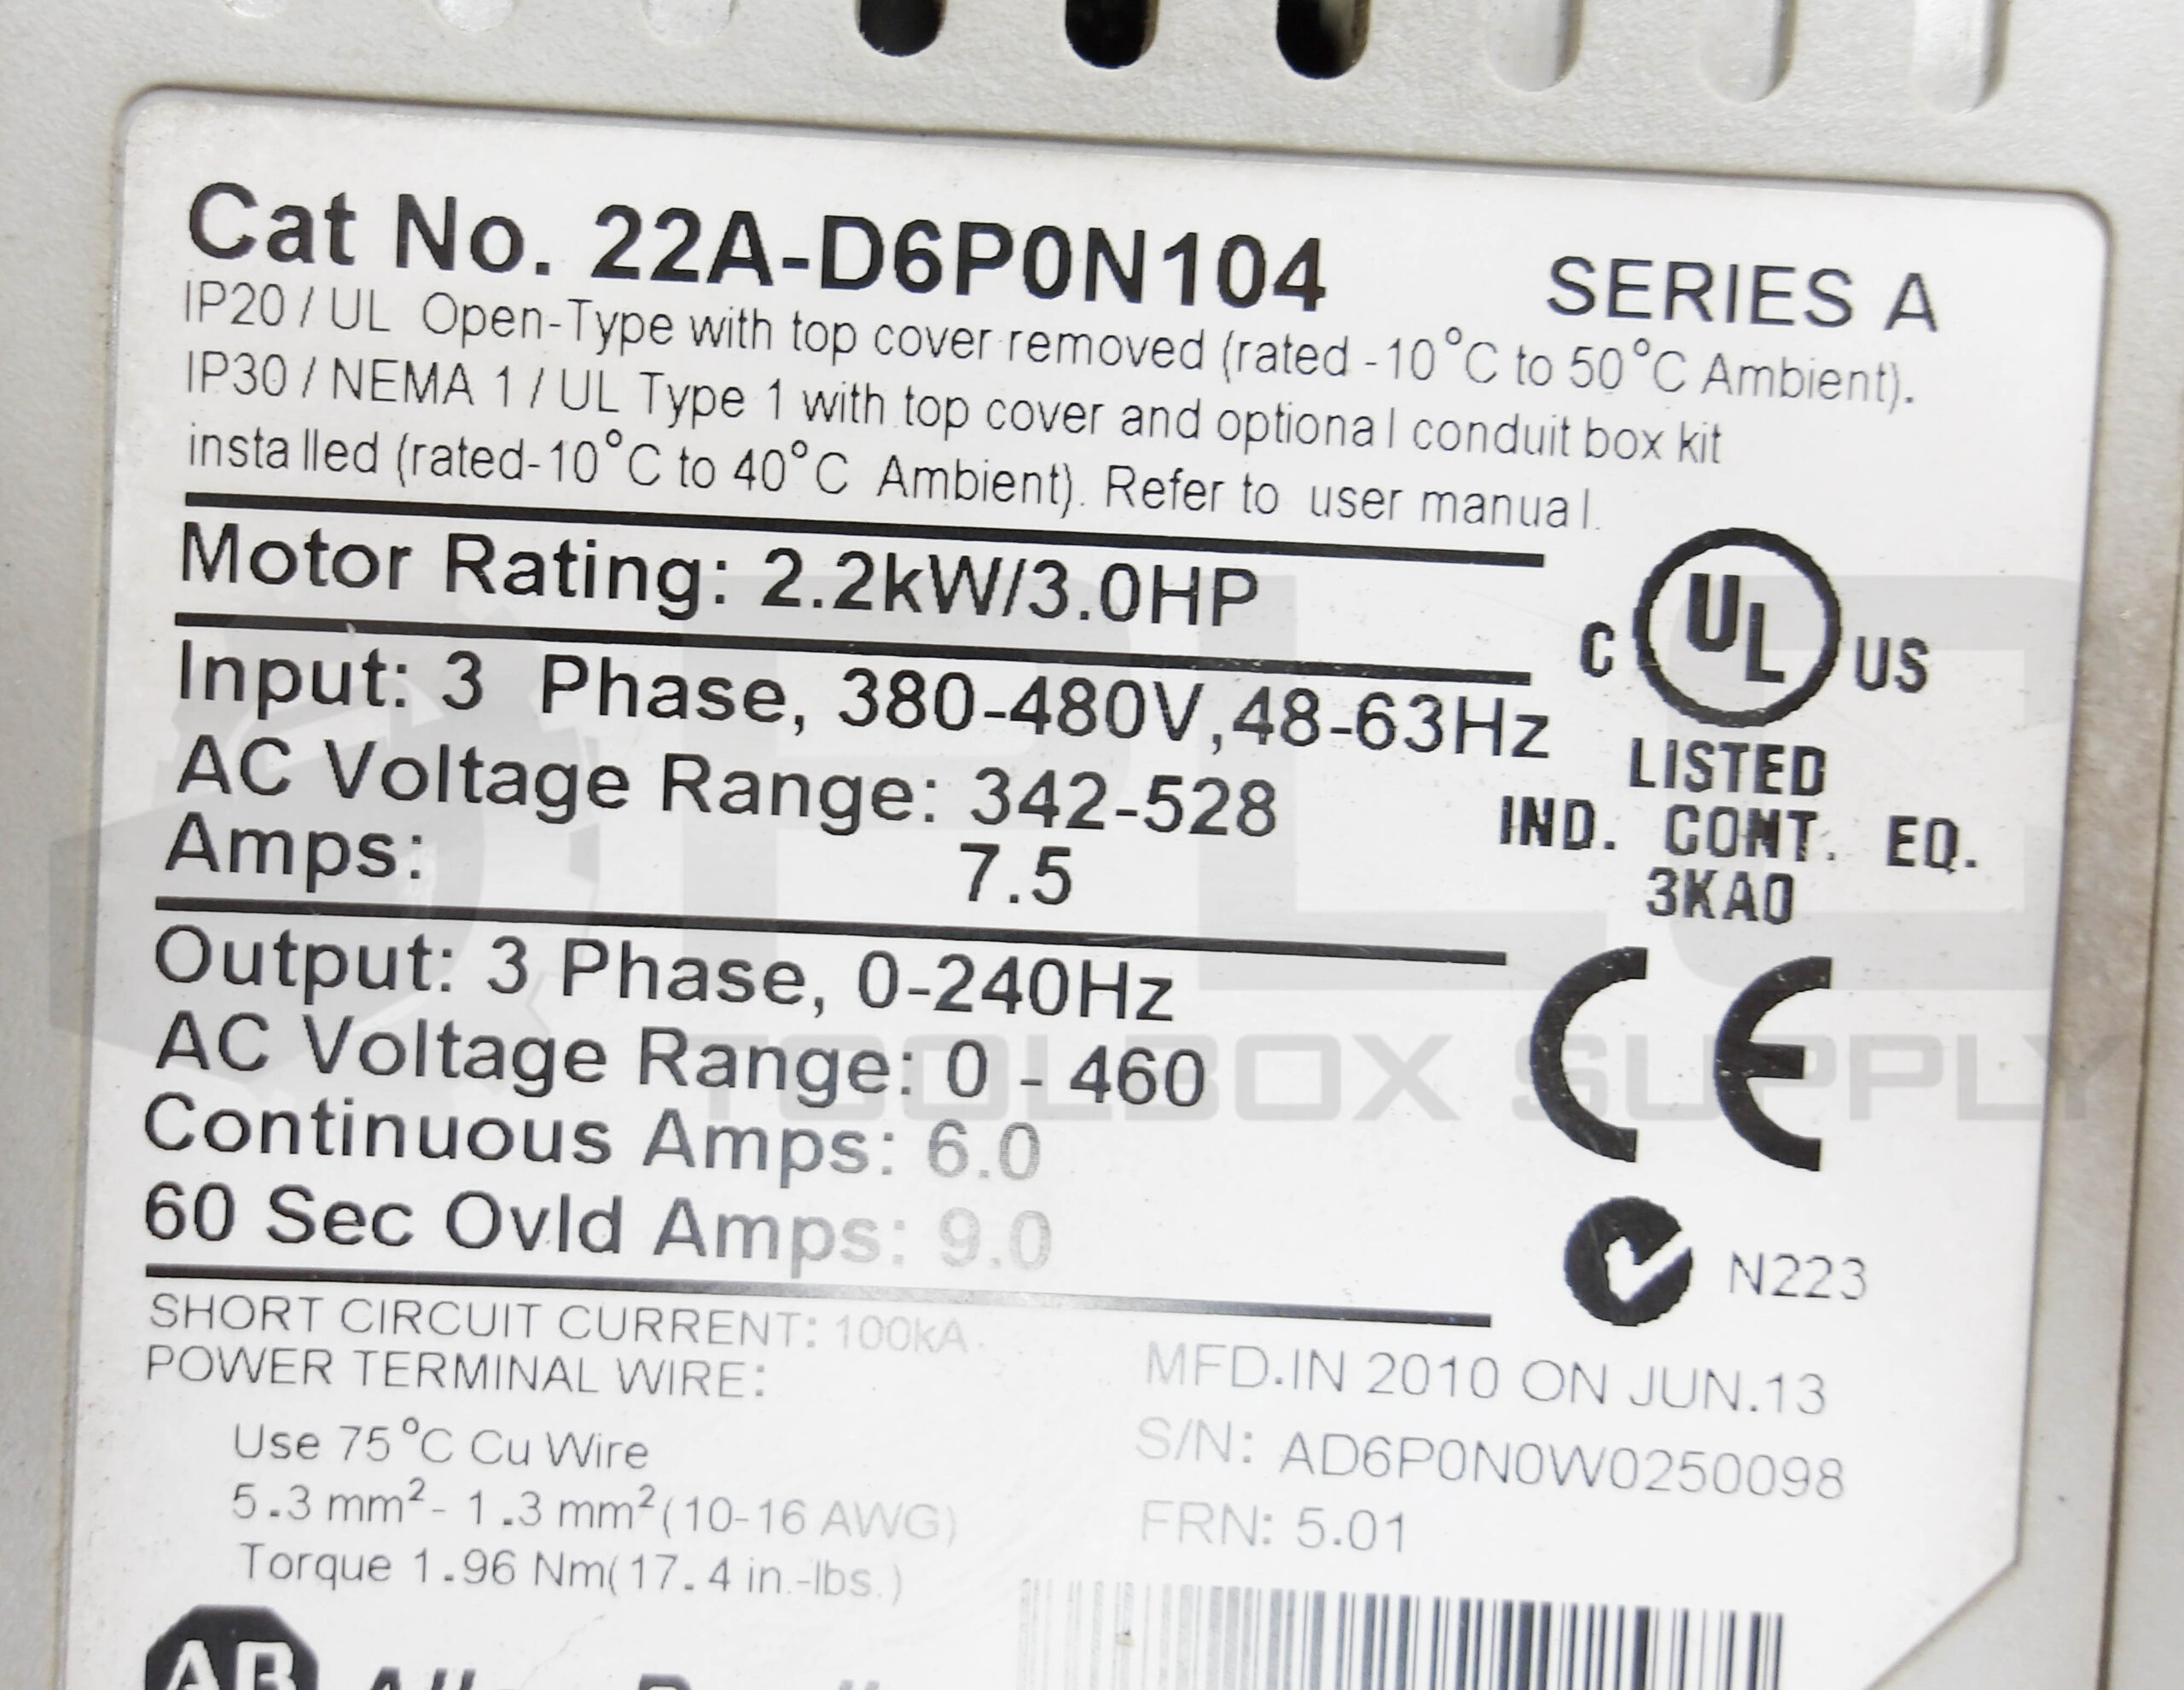 Cat No. 22A-D6P0N104 SERIES A
IP20 / UL Open-Type with top cover removed (rated -10°C to 50°C Ambient).
IP30 / NEMA 1 / UL Type 1 with top cover and optional conduit box kit
installed (rated-10°C to 40°C Ambient). Refer to user manual.
Motor Rating: 2.2kW/3.0HP
Input: 3 Phase, 380-480V,48-63Hz
AC Voltage Range: 342-528
Amps: 7.5
C UL US
LISTED
IND. CONT. EQ.
3KA0
Output: 3 Phase, 0-240Hz
AC Voltage Range: 0 - 460
Continuous Amps: 6.0
60 Sec Ovld Amps: 9.0
CE
N223
SHORT CIRCUIT CURRENT: 100kA.
POWER TERMINAL WIRE:
Use 75°C Cu Wire
5.3 mm²- 1.3 mm²(10-16 AWG)
Torque 1.96 Nm(17.4 in.-lbs.)
MFD.IN 2010 ON JUN.13
S/N: AD6P0N0W0250098
FRN: 5.01
AB
PLC
TOOLBOX SUPPLY